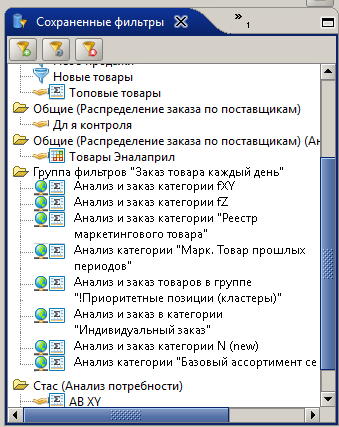 Сохраненные фильтры
» 1
Новые товары
Топовые товары
Общие (Распределение заказа по поставщикам)
Дл я контроля
Общие (Распределение заказа по поставщикам) (Ан
Товары Эналаприл
Группа фильтров "Заказ товара каждый день"
Анализ и заказ категории fXY
Анализ и заказ категории fZ
Анализ и заказ категории "Реестр
маркетингового товара"
Анализ категории "Марк. Товар прошлых
периодов"
Анализ и заказ товаров в группе
"!Приоритетные позиции (кластеры)"
Анализ и заказ в категории
"Индивидуальный заказ"
Анализ и заказ категории N (new)
Анализ категории "Базовый ассортимент се
Стас (Анализ потребности)
AB XY